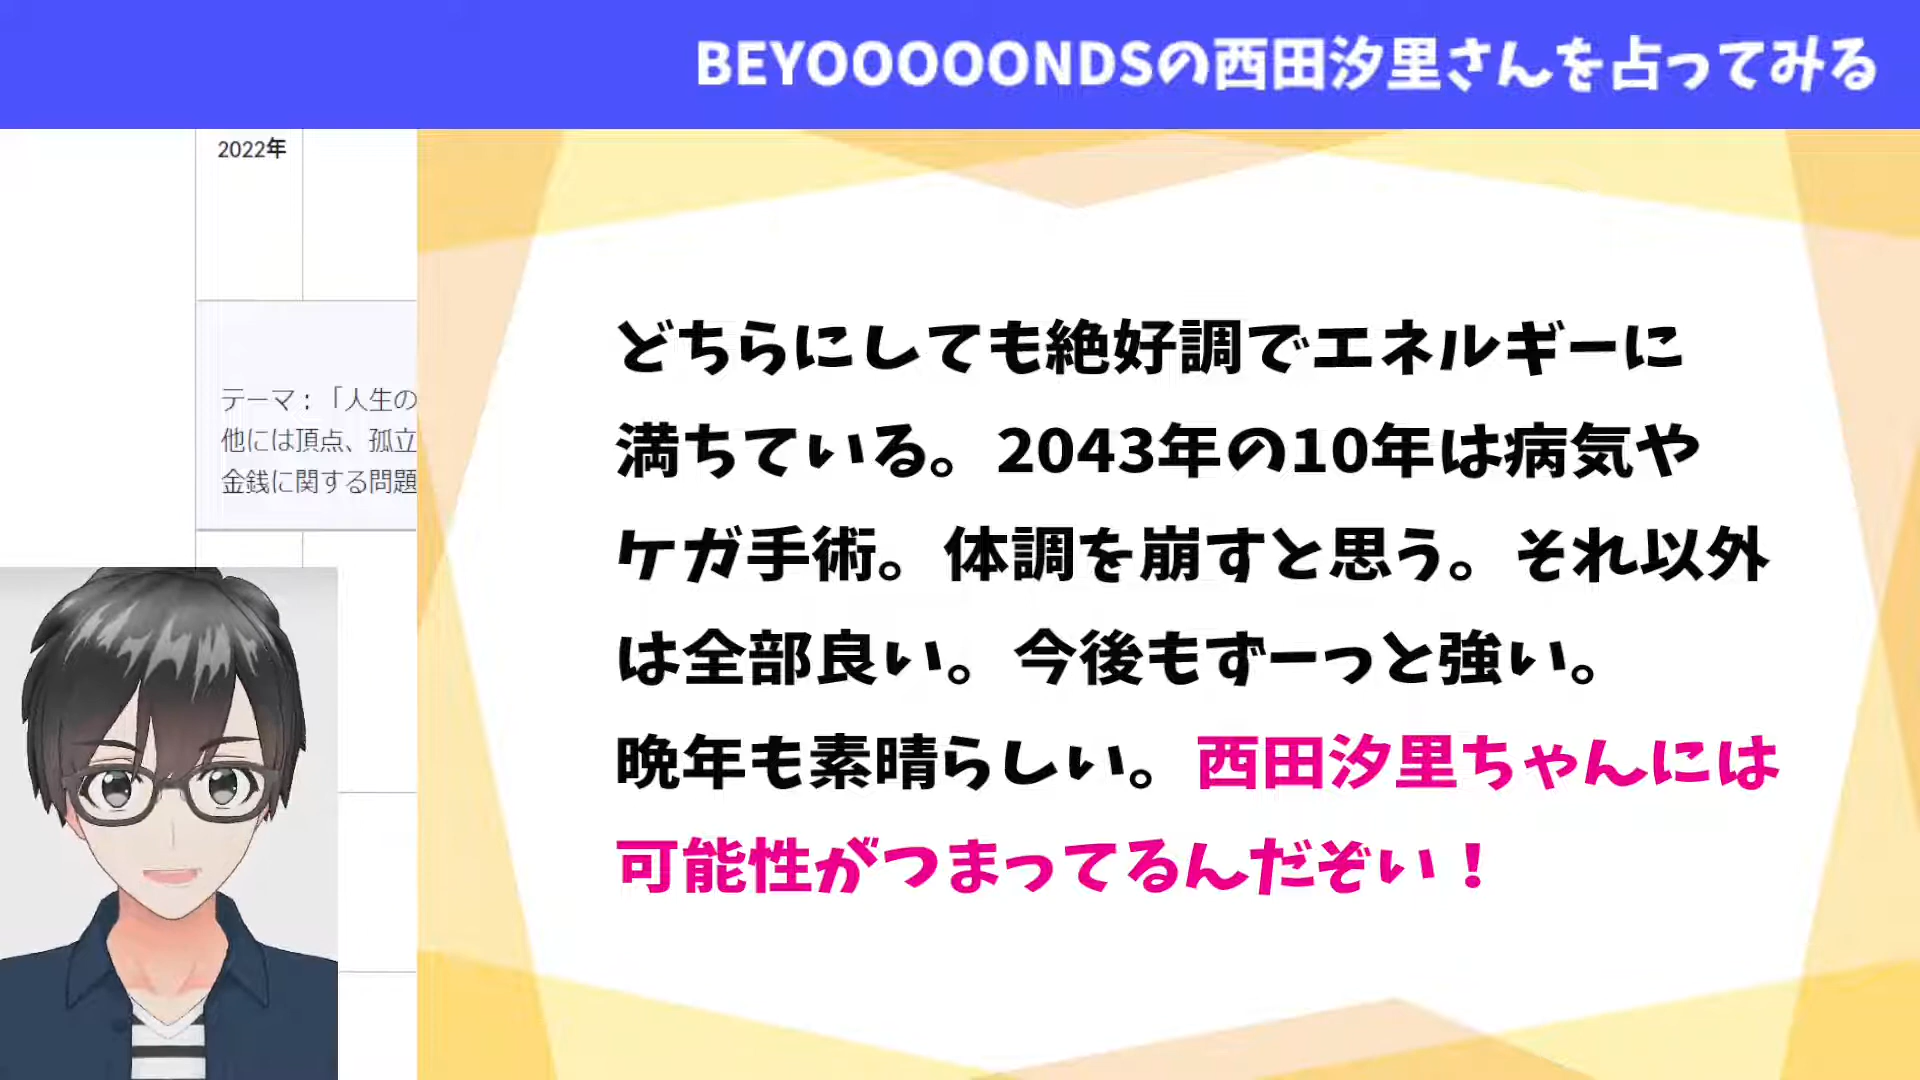 BEYOOOOONDSの西田汐里さんを占ってみる
2022年
テーマ：「人生の
他には頂点、孤立
金銭に関する問題
どちらにしても絶好調でエネルギーに
満ちている。2043年の10年は病気や
ケガ手術。体調を崩すと思う。それ以外
は全部良い。今後もずーっと強い。
晩年も素晴らしい。西田汐里ちゃんには
可能性がつまってるんだぞい！